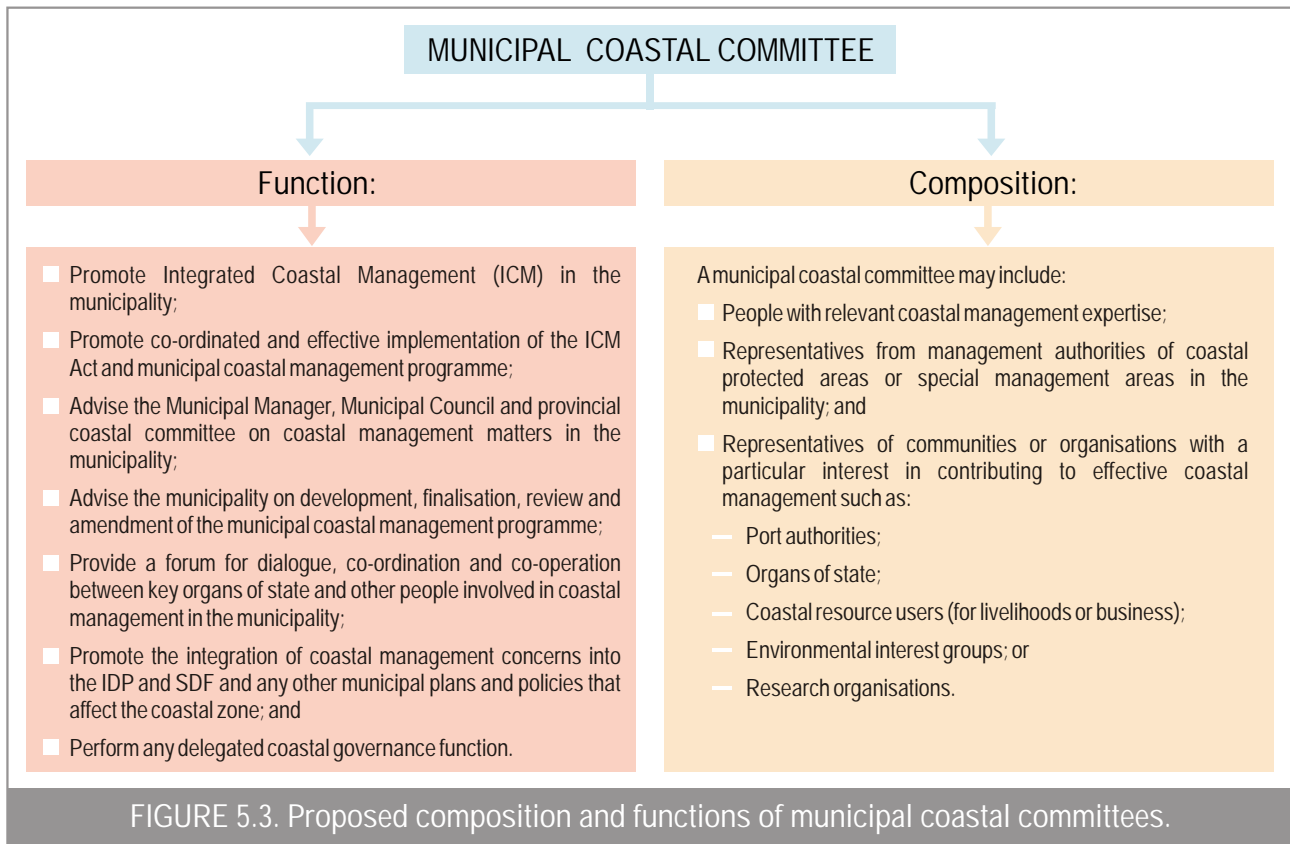 MUNICIPAL COASTAL COMMITTEE
Function:
Promote Integrated Coastal Management (ICM) in the
municipality;
Promote co-ordinated and effective implementation of the ICM
Act and municipal coastal management programme;
Advise the Municipal Manager, Municipal Council and provincial
coastal committee on coastal management matters in the
municipality;
Advise the municipality on development, finalisation, review and
amendment of the municipal coastal management programme;
Provide a forum for dialogue, co-ordination and co-operation
between key organs of state and other people involved in coastal
management in the municipality;
Promote the integration of coastal management concerns into
the IDP and SDF and any other municipal plans and policies that
affect the coastal zone; and
Perform any delegated coastal governance function.
Composition:
A municipal coastal committee may include:
People with relevant coastal management expertise;
Representatives from management authorities of coastal
protected areas or special management areas in the
municipality; and
Representatives of communities or organisations with a
particular interest in contributing to effective coastal
management such as:
— Port authorities;
— Organs of state;
— Coastal resource users (for livelihoods or business);
— Environmental interest groups; or
— Research organisations.
FIGURE 5.3. Proposed composition and functions of municipal coastal committees.